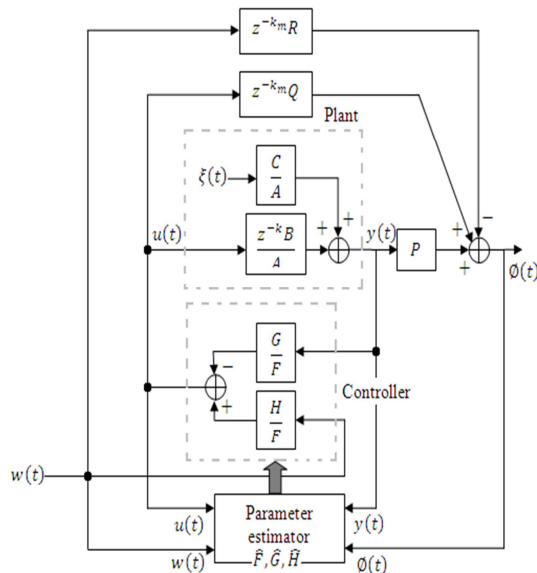 z^{-k_m}R
z^{-k_m}Q
Plant
C
A
ξ(t)
+
+
−
u(t)
z^{-k}B
A
+
y(t)
P
+
+
∅(t)
G
F
−
+
H
F
Controller
w(t)
u(t)
w(t)
Parameter
estimator
F̂,Ĝ,Ĥ
y(t)
∅(t)